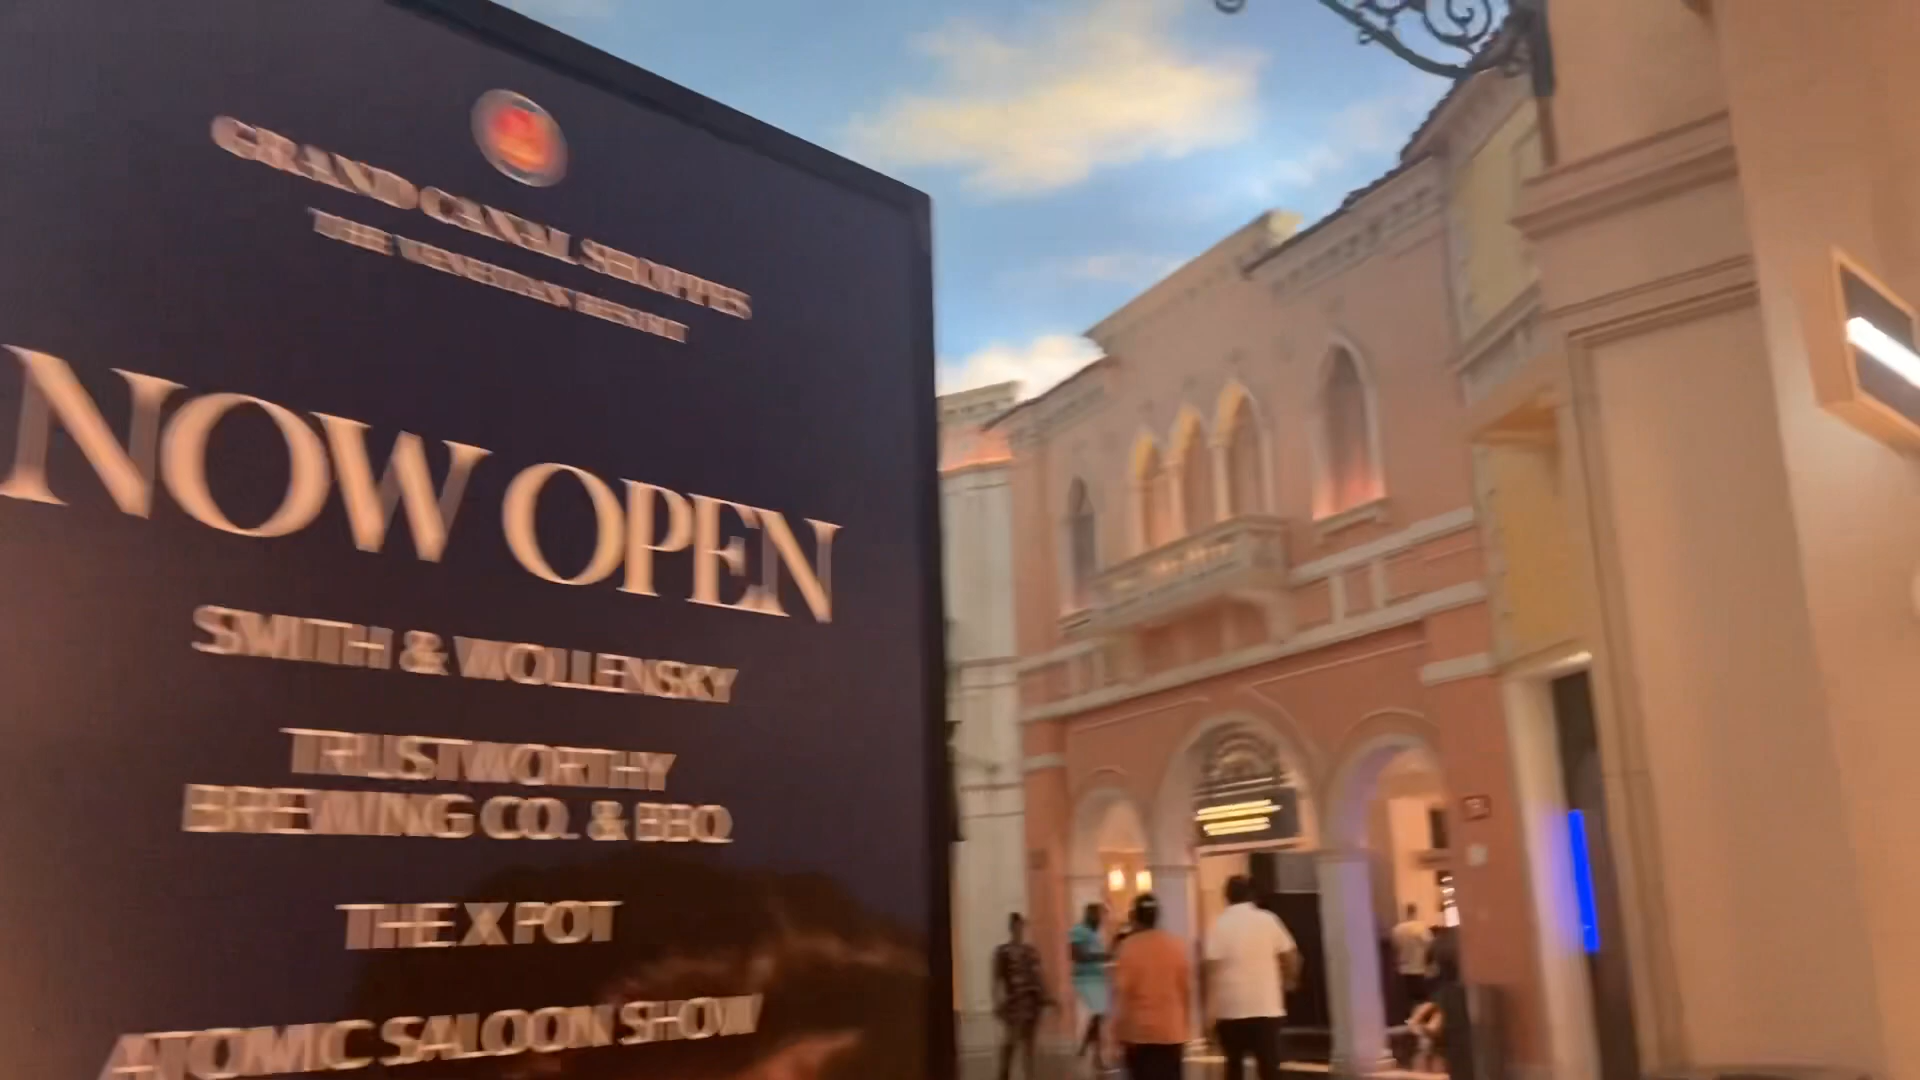 GRAND CANAL SHOPPES
THE VENETIAN RESORT
NOW OPEN
SMITH & WOLLENSKY
TRUSTWORTHY
BREWING CO. & BBQ
THE X POT
ATOMIC SALOON SHOW